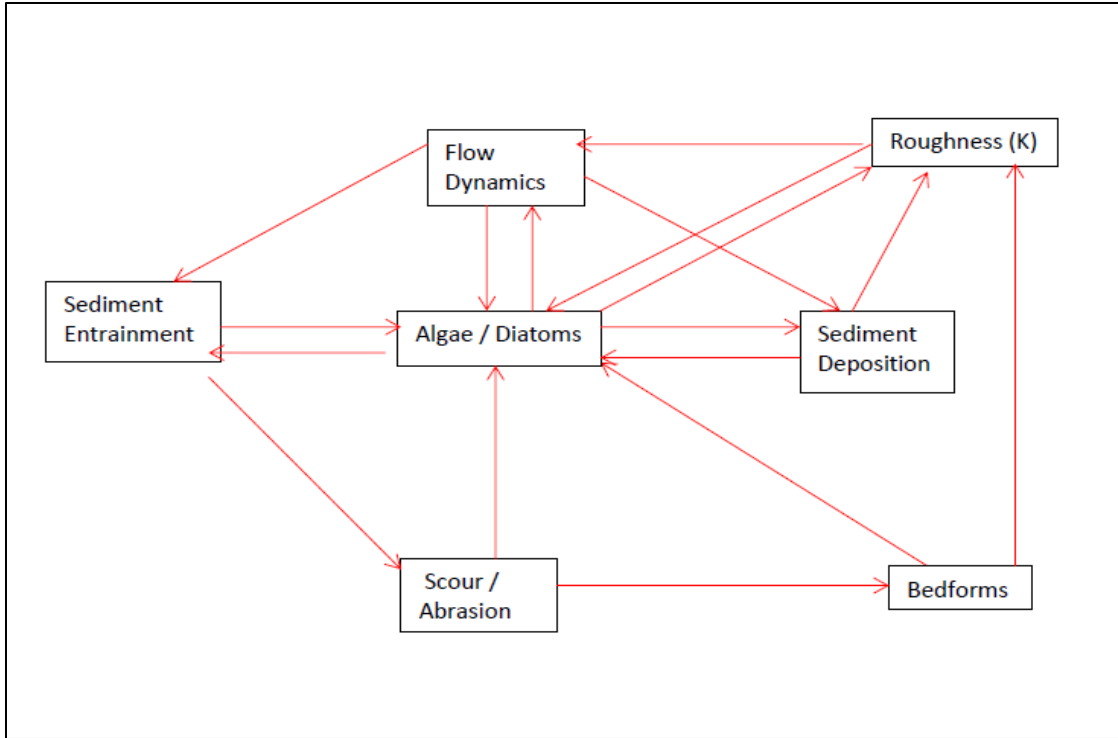 Flow
Dynamics
Roughness (K)
Sediment
Entrainment
Algae / Diatoms
Sediment
Deposition
Scour /
Abrasion
Bedforms